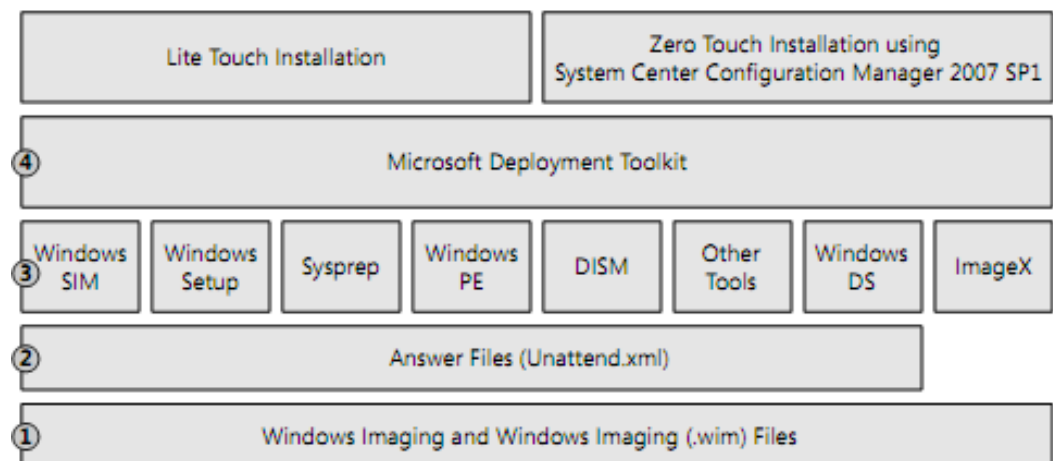 Lite Touch Installation
Zero Touch Installation using
System Center Configuration Manager 2007 SP1
4
Microsoft Deployment Toolkit
3
Windows
SIM
Windows
Setup
Sysprep
Windows
PE
DISM
Other
Tools
Windows
DS
ImageX
2
Answer Files (Unattend.xml)
1
Windows Imaging and Windows Imaging (.wim) Files